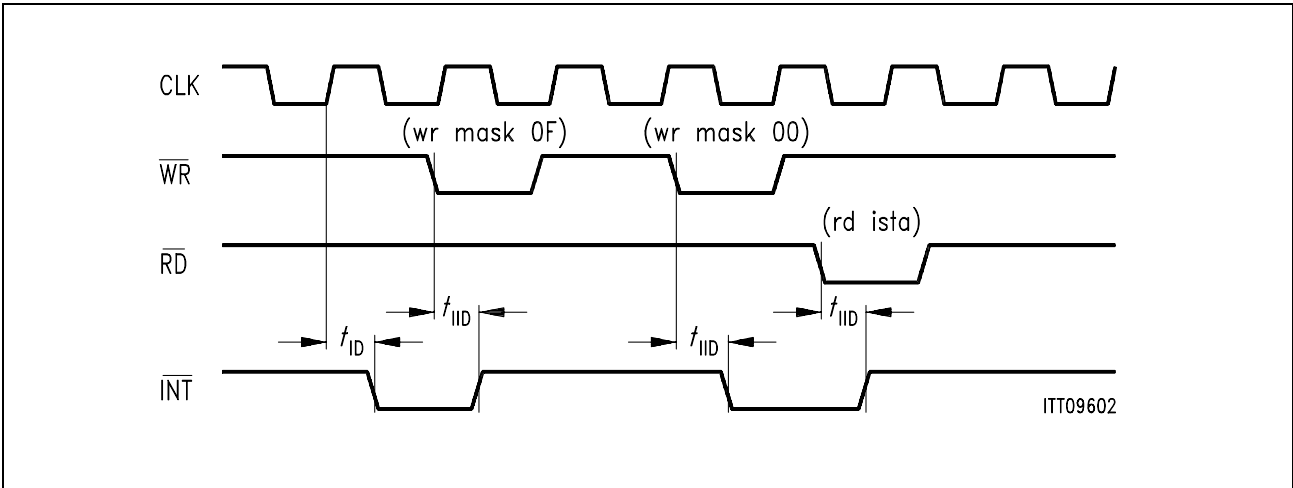 CLK
(wr mask 0F) (wr mask 00)
WR
(rd ista)
RD
tIID tIID
tID tIID
INT
ITT09602